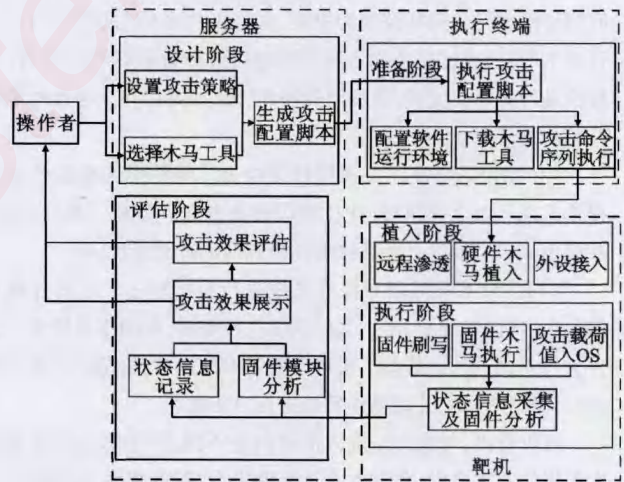 服务器
设计阶段
设置攻击策略
选择木马工具
生成攻击
配置脚本
操作者
执行终端
准备阶段
执行攻击
配置脚本
配置软件
运行环境
下载木马
工具
攻击命令
序列执行
评估阶段
攻击效果评估
攻击效果展示
状态信息
记录
固件模块
分析
植入阶段
远程渗透
硬件木
马植入
外设接入
执行阶段
固件刷写
固件木
马执行
攻击载荷
值入OS
状态信息采集
及固件分析
靶机